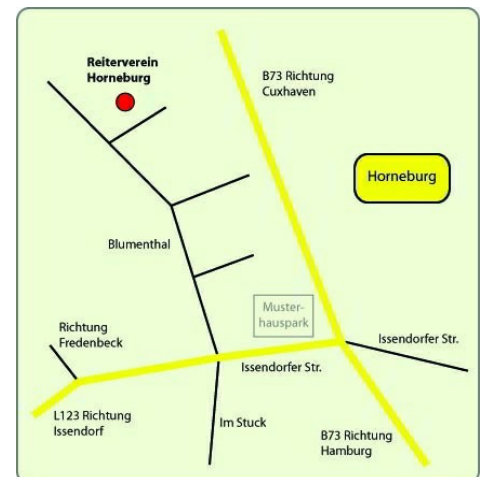 Reiterverein
Horneburg
B73 Richtung
Cuxhaven
Horneburg
Blumenthal
Muster-
hauspark
Richtung
Fredenbeck
Issendorfer Str.
Issendorfer Str.
L123 Richtung
Issendorf
Im Stuck
B73 Richtung
Hamburg